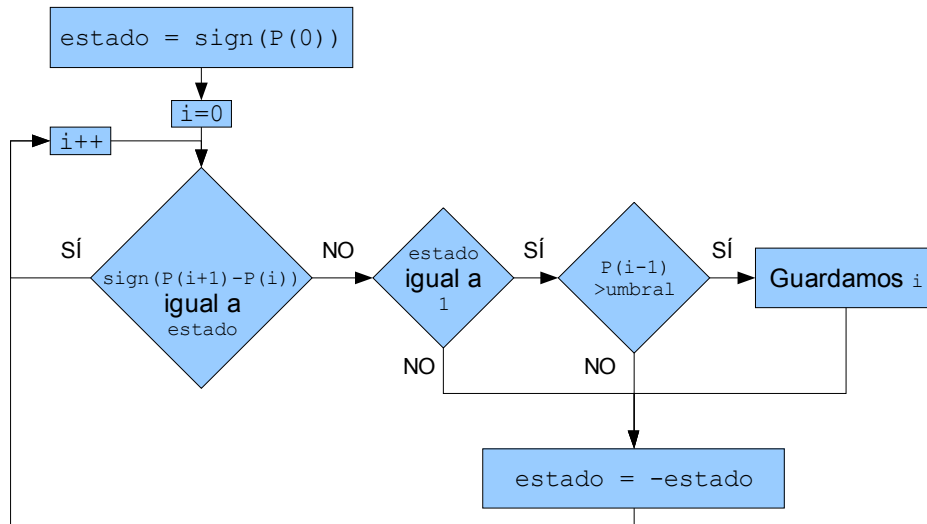 estado = sign(P(0))
i=0
i++
SÍ
sign(P(i+1)-P(i))
igual a
estado
NO
estado
igual a
1
SÍ
NO
P(i-1)
>umbral
SÍ
NO
Guardamos i
estado = -estado